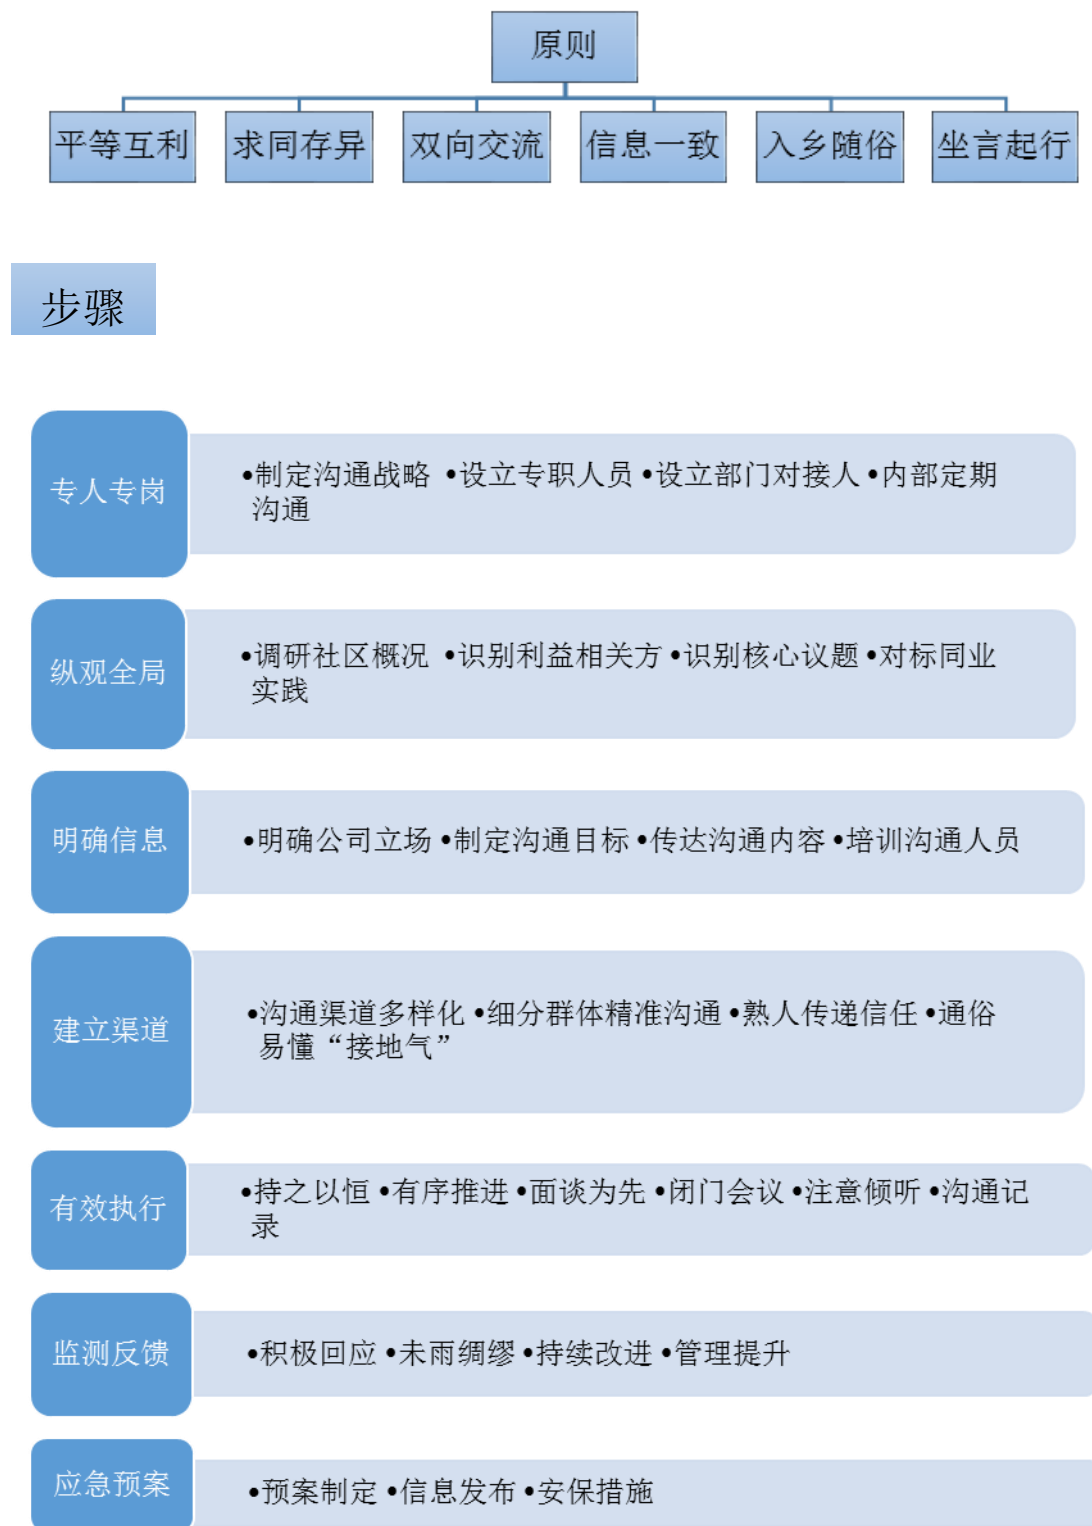 原则
平等互利 求同存异 双向交流 信息一致 入乡随俗 坐言起行
步骤
专人专岗
•制定沟通战略 •设立专职人员 •设立部门对接人 •内部定期
沟通
纵观全局
•调研社区概况 •识别利益相关方 •识别核心议题 •对标同业
实践
明确信息
•明确公司立场 •制定沟通目标 •传达沟通内容 •培训沟通人员
建立渠道
•沟通渠道多样化 •细分群体精准沟通 •熟人传递信任 •通俗
易懂“接地气”
有效执行
•持之以恒 •有序推进 •面谈为先 •闭门会议 •注意倾听 •沟通记
录
监测反馈
•积极回应 •未雨绸缪 •持续改进 •管理提升
应急预案
•预案制定 •信息发布 •安保措施